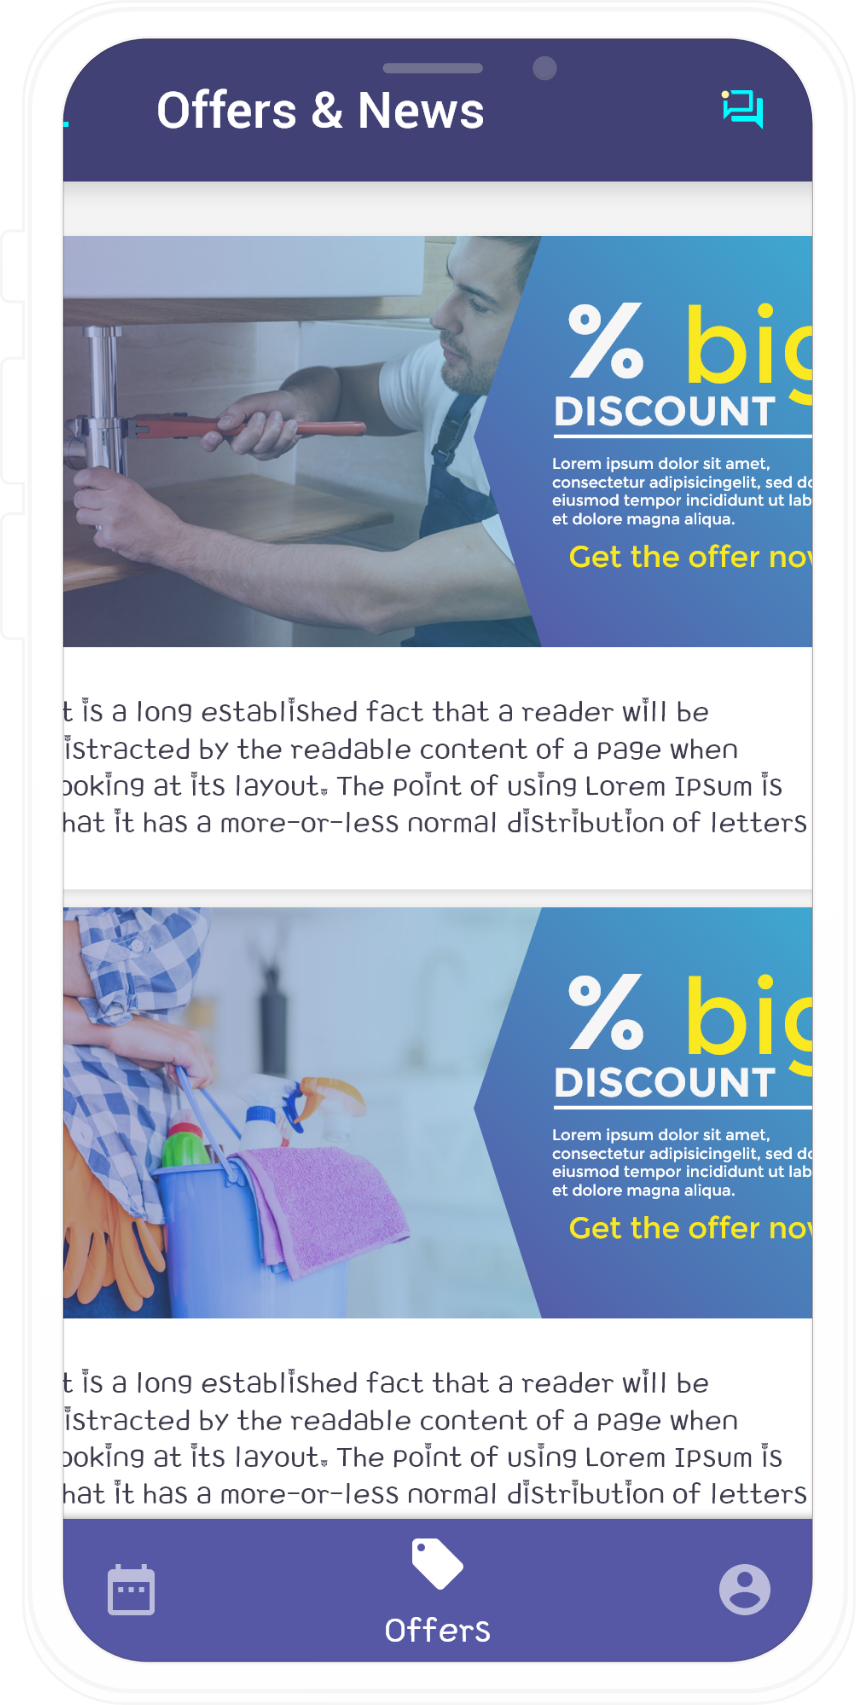 Offers & News
% big
DISCOUNT
Lorem ipsum dolor sit amet,
consectetur adipisicingelit, sed do
eiusmod tempor incididunt ut lab
et dolore magna aliqua.
Get the offer now
t is a long established fact that a reader will be
istracted by the readable content of a page when
ooking at its layout. The Point of using Lorem Ipsum is
hat it has a more-or-less normal distribution of letters
% big
DISCOUNT
Lorem ipsum dolor sit amet,
consectetur adipisicingelit, sed do
eiusmod tempor incididunt ut lab
et dolore magna aliqua.
Get the offer now
t is a long established fact that a reader will be
istracted by the readable content of a page when
ooking at its layout. The Point of using Lorem Ipsum is
hat it has a more-or-less normal distribution of letters
Offers